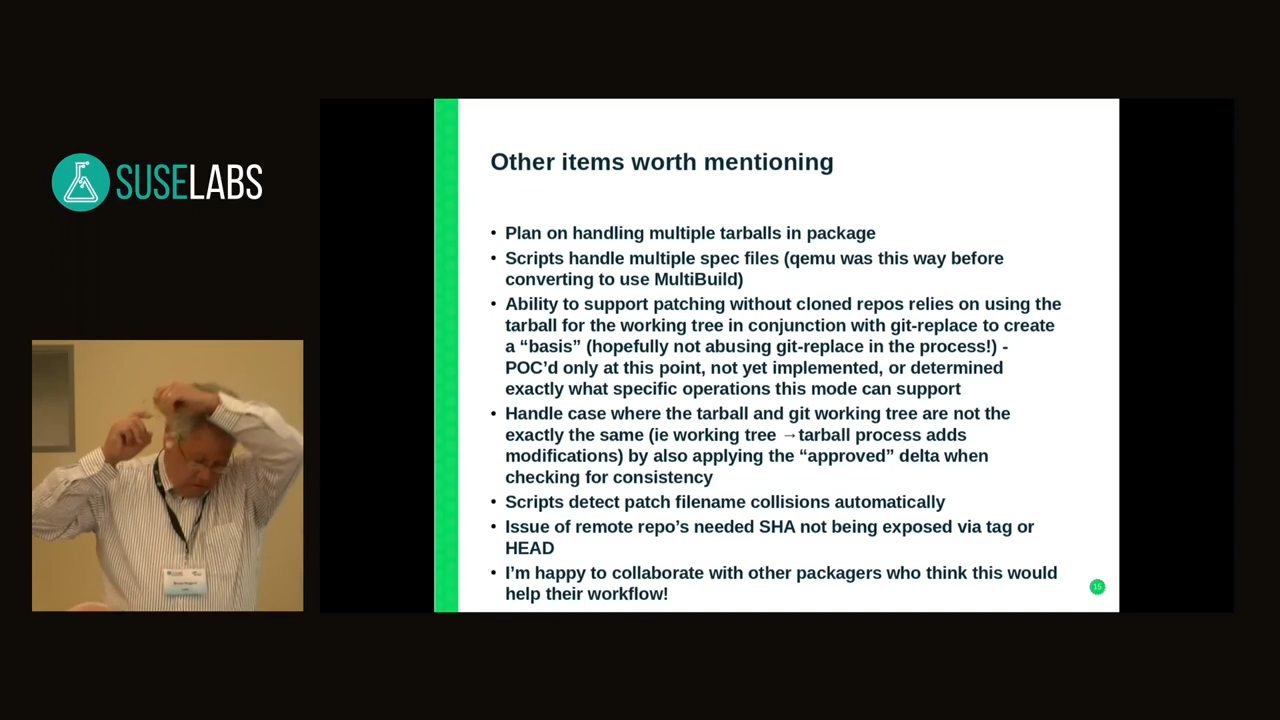 SUSELABS
Other items worth mentioning
• Plan on handling multiple tarballs in package
• Scripts handle multiple spec files (qemu was this way before
converting to use MultiBuild)
• Ability to support patching without cloned repos relies on using the
tarball for the working tree in conjunction with git-replace to create
a “basis” (hopefully not abusing git-replace in the process!) -
POC’d only at this point, not yet implemented, or determined
exactly what specific operations this mode can support
• Handle case where the tarball and git working tree are not the
exactly the same (ie working tree →tarball process adds
modifications) by also applying the “approved” delta when
checking for consistency
• Scripts detect patch filename collisions automatically
• Issue of remote repo’s needed SHA not being exposed via tag or
HEAD
• I’m happy to collaborate with other packagers who think this would
help their workflow!
15